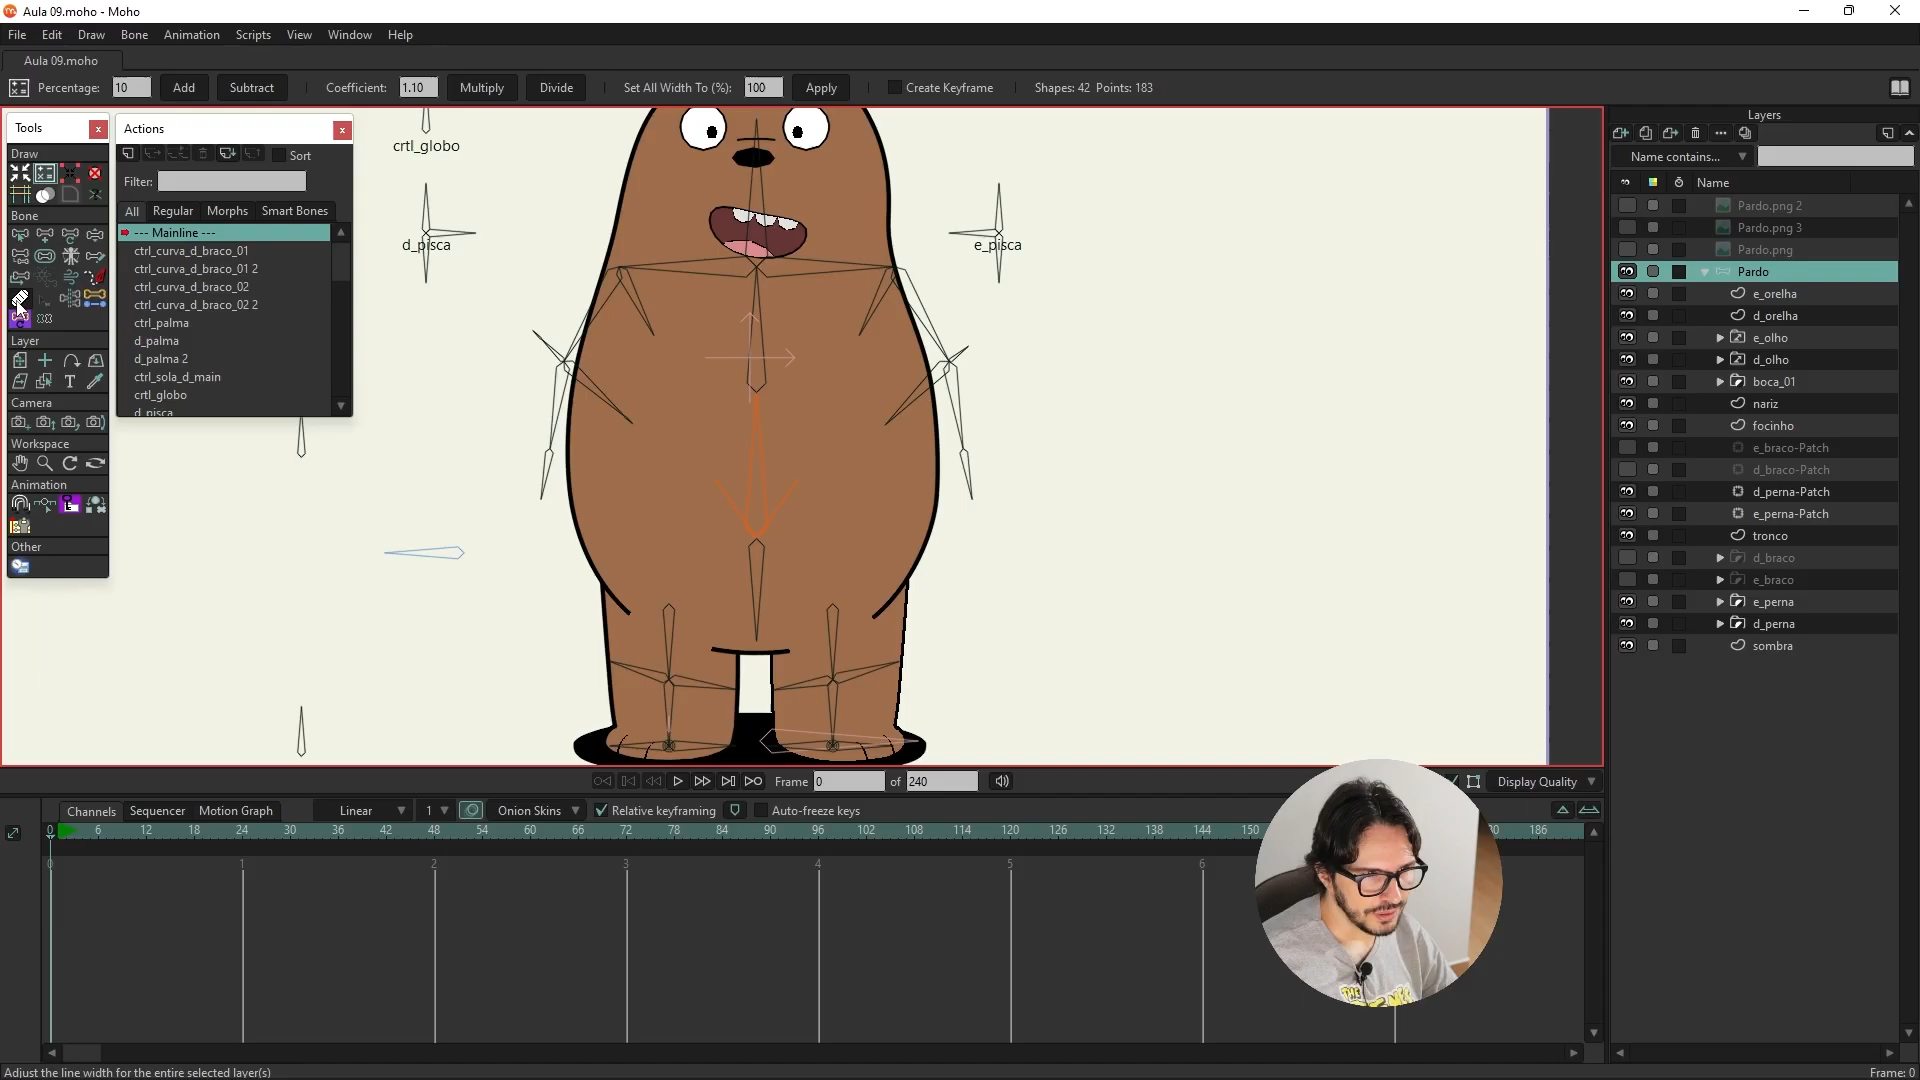 Aula 09.moho - Moho
File Edit Draw Bone Animation Scripts View Window Help
Aula 09.moho
Percentage: 10 Add Subtract Coefficient: 1.10 Multiply Divide Set All Width To (%): 100 Apply Create Keyframe Shapes: 42 Points: 183
Tools
Draw
Bone
Layer
Camera
Workspace
Animation
Other
Actions
Sort
Filter:
All Regular Morphs Smart Bones
--- Mainline ---
ctrl_curva_d_braco_01
ctrl_curva_d_braco_01 2
ctrl_curva_d_braco_02
ctrl_curva_d_braco_02 2
ctrl_palma
d_palma
d_palma 2
ctrl_sola_d_main
crtl_globo
d_pisca
crtl_globo
d_pisca
e_pisca
Layers
Name contains...
Name
Pardo.png 2
Pardo.png 3
Pardo.png
Pardo
e_orelha
d_orelha
e_olho
d_olho
boca_01
nariz
focinho
e_braco-Patch
d_braco-Patch
d_perna-Patch
e_perna-Patch
tronco
d_braco
e_braco
e_perna
d_perna
sombra
Frame 0 of 240
Display Quality
Channels Sequencer Motion Graph Linear 1 Onion Skins Relative keyframing Auto-freeze keys
0 6 12 18 24 30 36 42 48 54 60 66 72 78 84 90 96 102 108 114 120 126 132 138 144 150 186
0 1 2 3 4 5 6
Adjust the line width for the entire selected layer(s)
Frame: 0